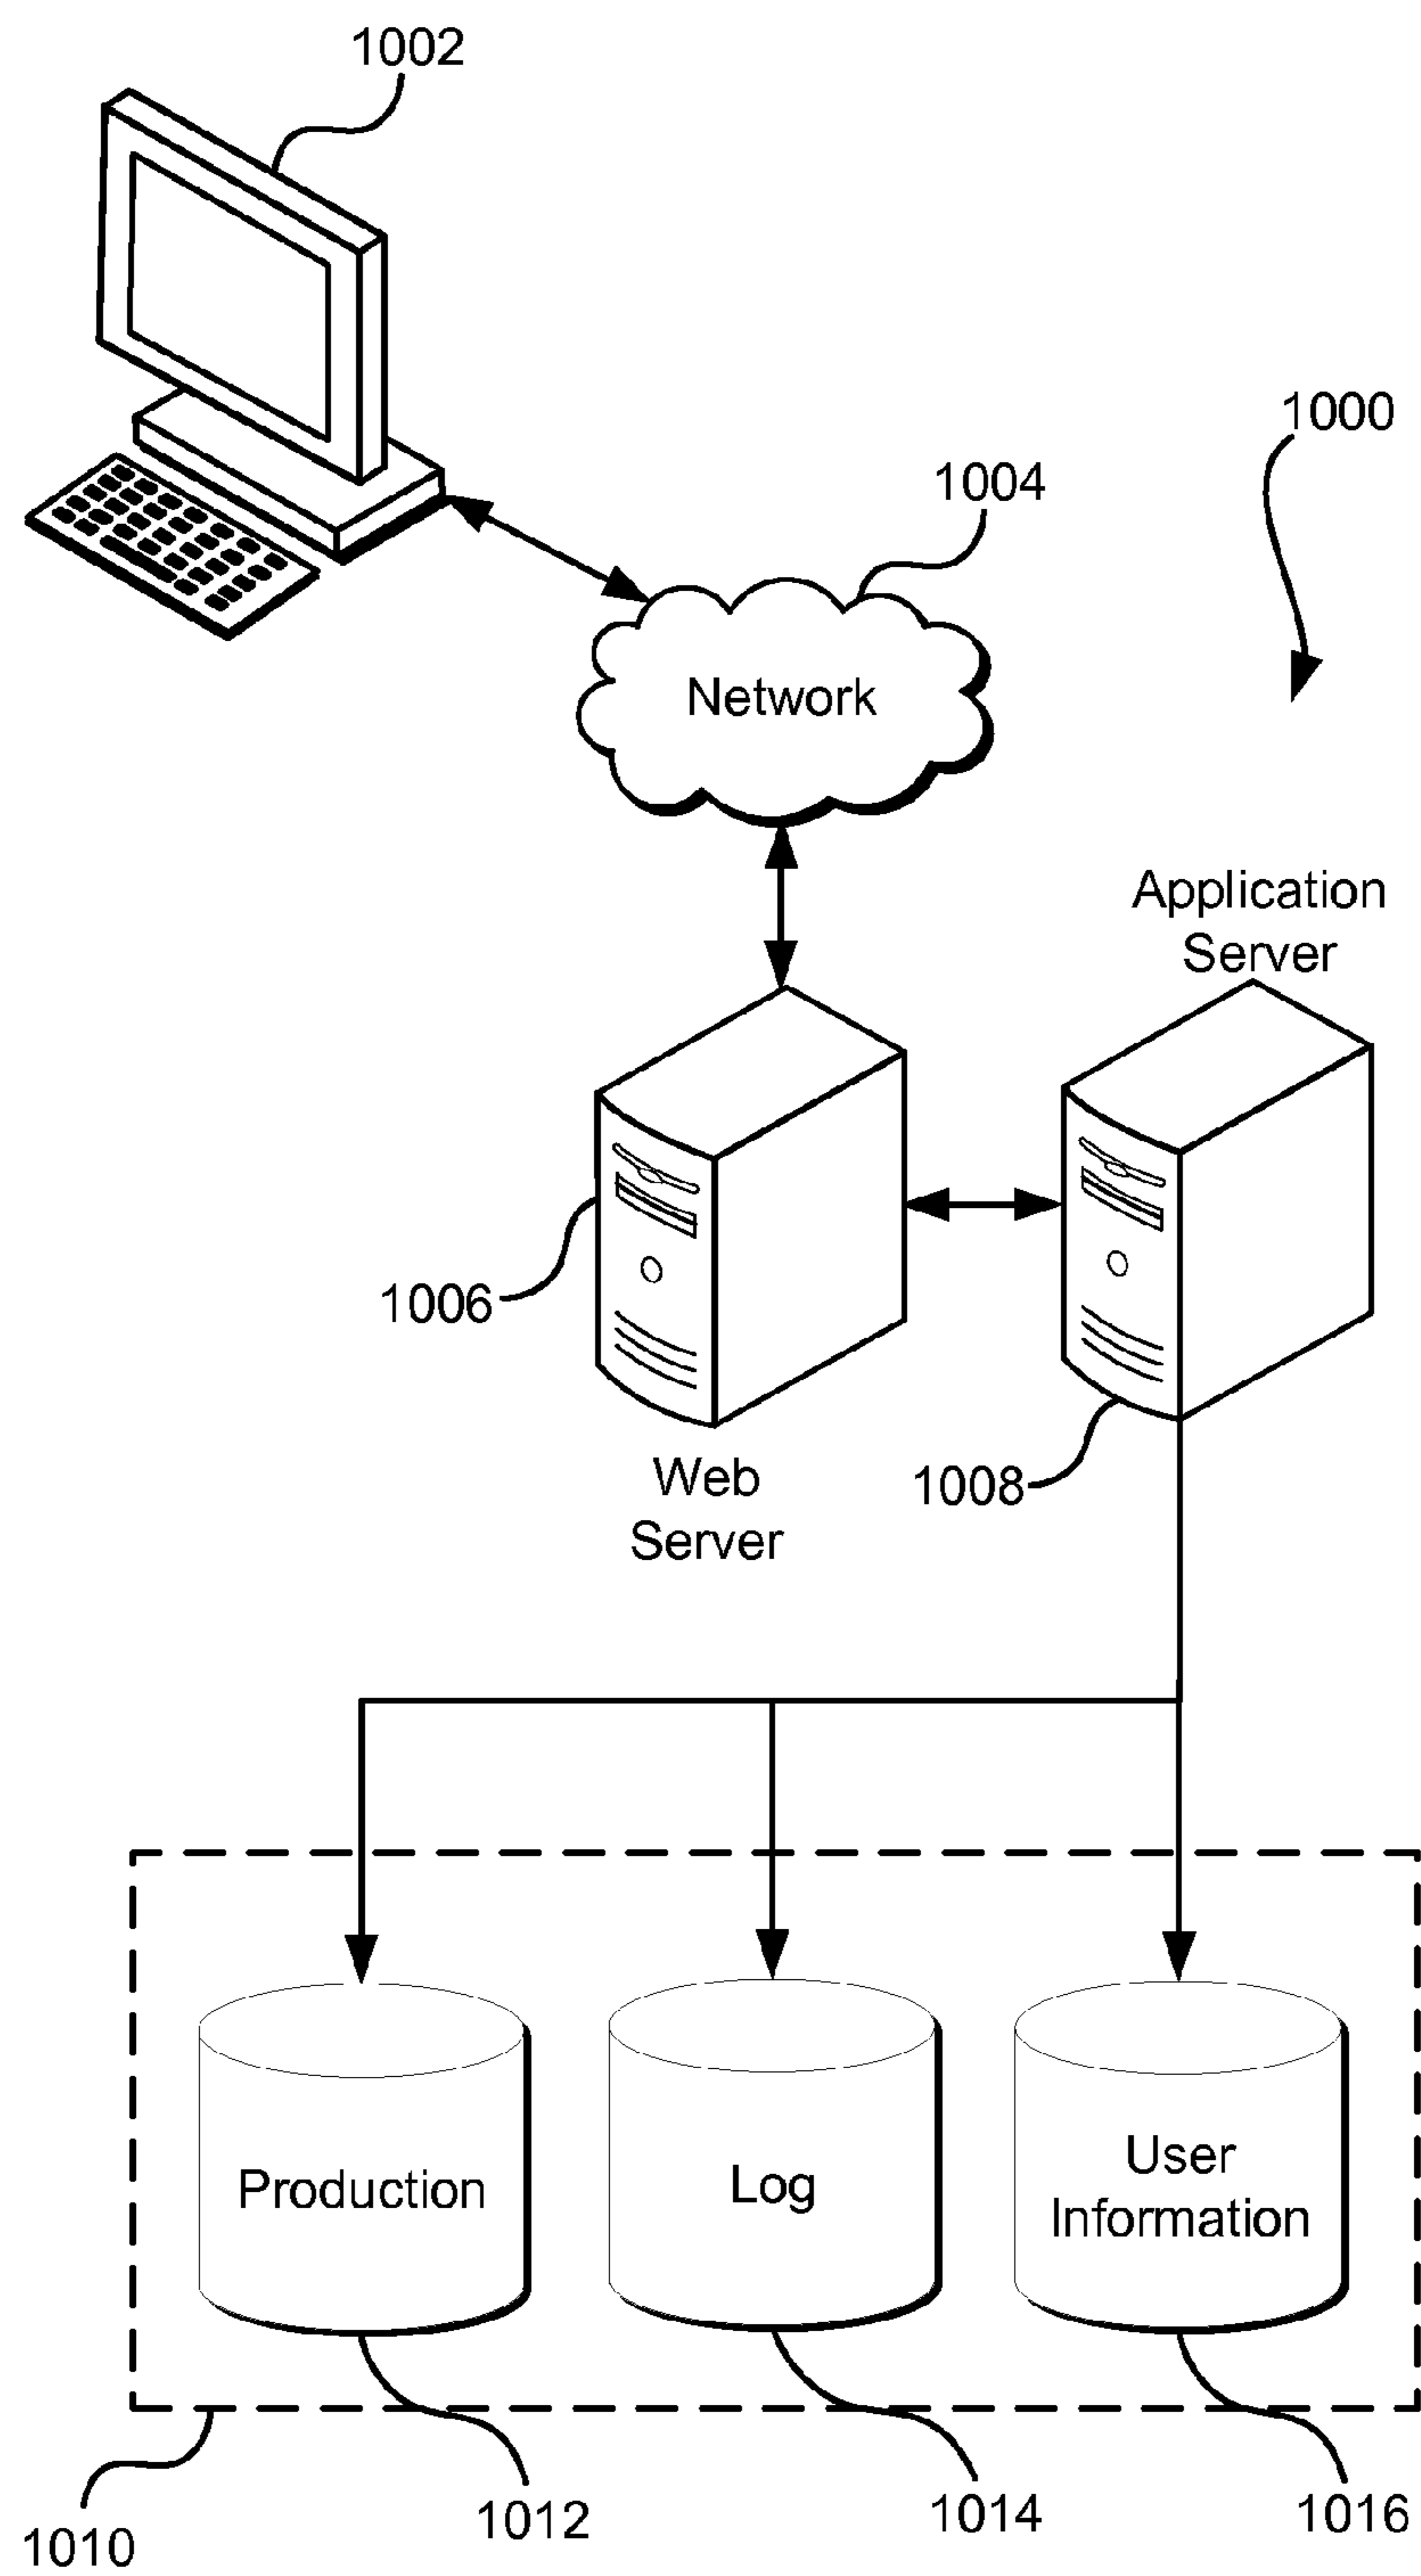 1002
1000
1004
Network
Application
Server
1006
Web
Server
1008
Production
Log
User
Information
1010
1012
1014
1016